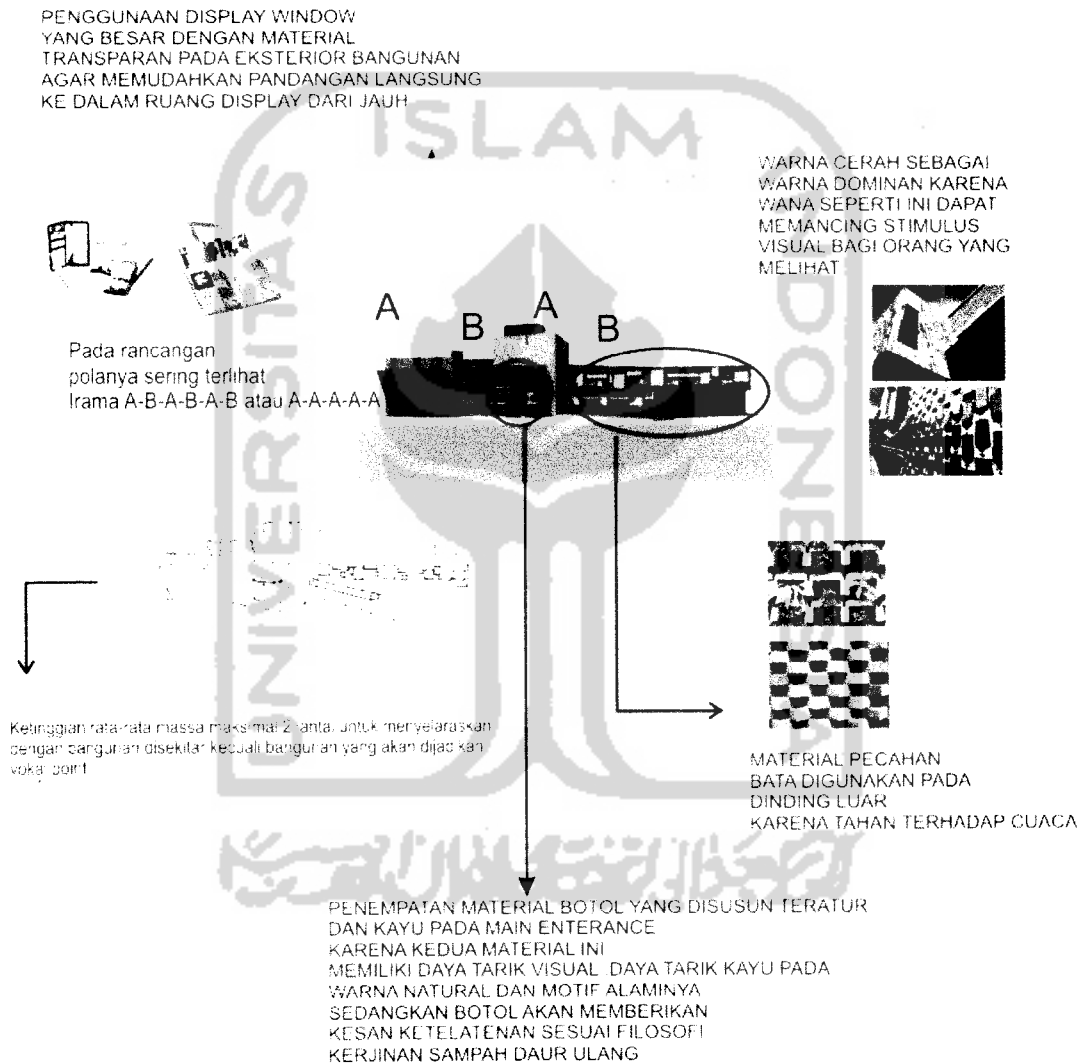 PENGGUNAAN DISPLAY WINDOW
YANG BESAR DENGAN MATERIAL
TRANSPARAN PADA EKSTERIOR BANGUNAN
AGAR MEMUDAHKAN PANDANGAN LANGSUNG
KE DALAM RUANG DISPLAY DARI JAUH
WARNA CERAH SEBAGAI
WARNA DOMINAN KARENA
WANA SEPERTI INI DAPAT
MEMANCING STIMULUS
VISUAL BAGI ORANG YANG
MELIHAT
A
B
A
B
Pada rancangan
polanya sering terlihat
Irama A-B-A-B-A-B atau A-A-A-A-A
Ketinggian rata-rata massa maksimal 2 lantai untuk menyelaraskan
dengan bangunan disekitar kecuali bangunan yang akan dijadikan
vokal point
MATERIAL PECAHAN
BATA DIGUNAKAN PADA
DINDING LUAR
KARENA TAHAN TERHADAP CUACA
PENEMPATAN MATERIAL BOTOL YANG DISUSUN TERATUR
DAN KAYU PADA MAIN ENTERANCE
KARENA KEDUA MATERIAL INI
MEMILIKI DAYA TARIK VISUAL DAYA TARIK KAYU PADA
WARNA NATURAL DAN MOTIF ALAMINYA
SEDANGKAN BOTOL AKAN MEMBERIKAN
KESAN KETELATENAN SESUAI FILOSOFI
KERJINAN SAMPAH DAUR ULANG
UNIVERSITAS
ISLAM
INDONESIA